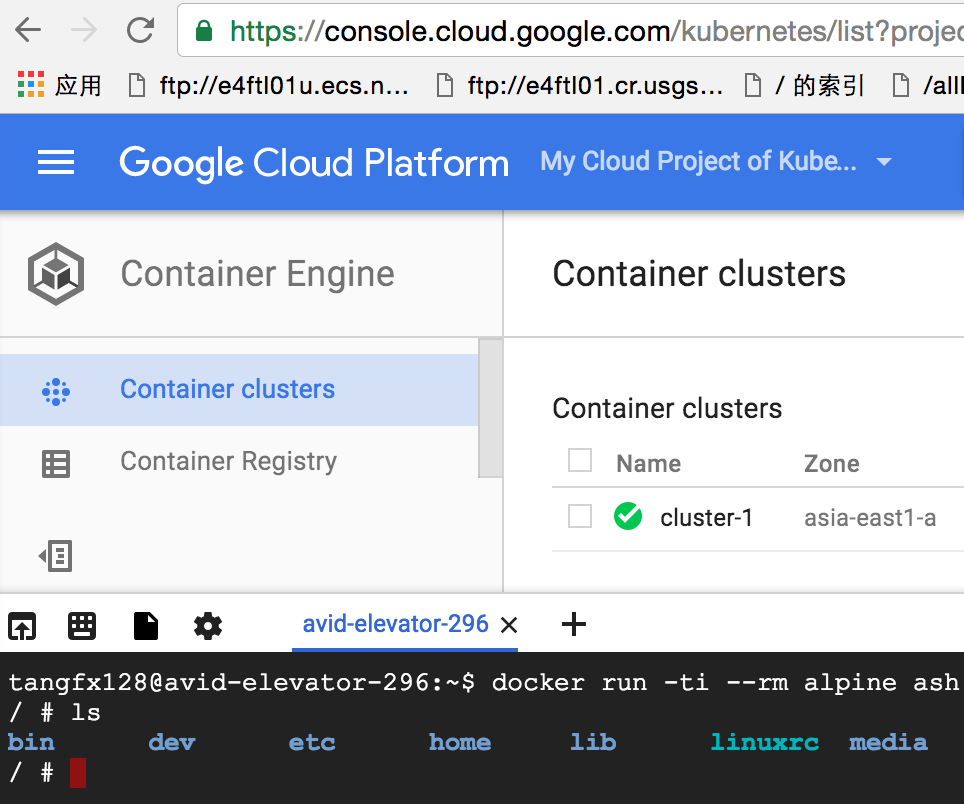 https://console.cloud.google.com/kubernetes/list?projec
应用 ftp://e4ftl01u.ecs.n... ftp://e4ftl01.cr.usgs... / 的索引 /alll
Google Cloud Platform My Cloud Project of Kube...
Container Engine
Container clusters
Container clusters
Container Registry
Container clusters
Name Zone
cluster-1 asia-east1-a
avid-elevator-296
tangfx128@avid-elevator-296:~$ docker run -ti --rm alpine ash
/ # ls
bin dev etc home lib linuxrc media
/ #